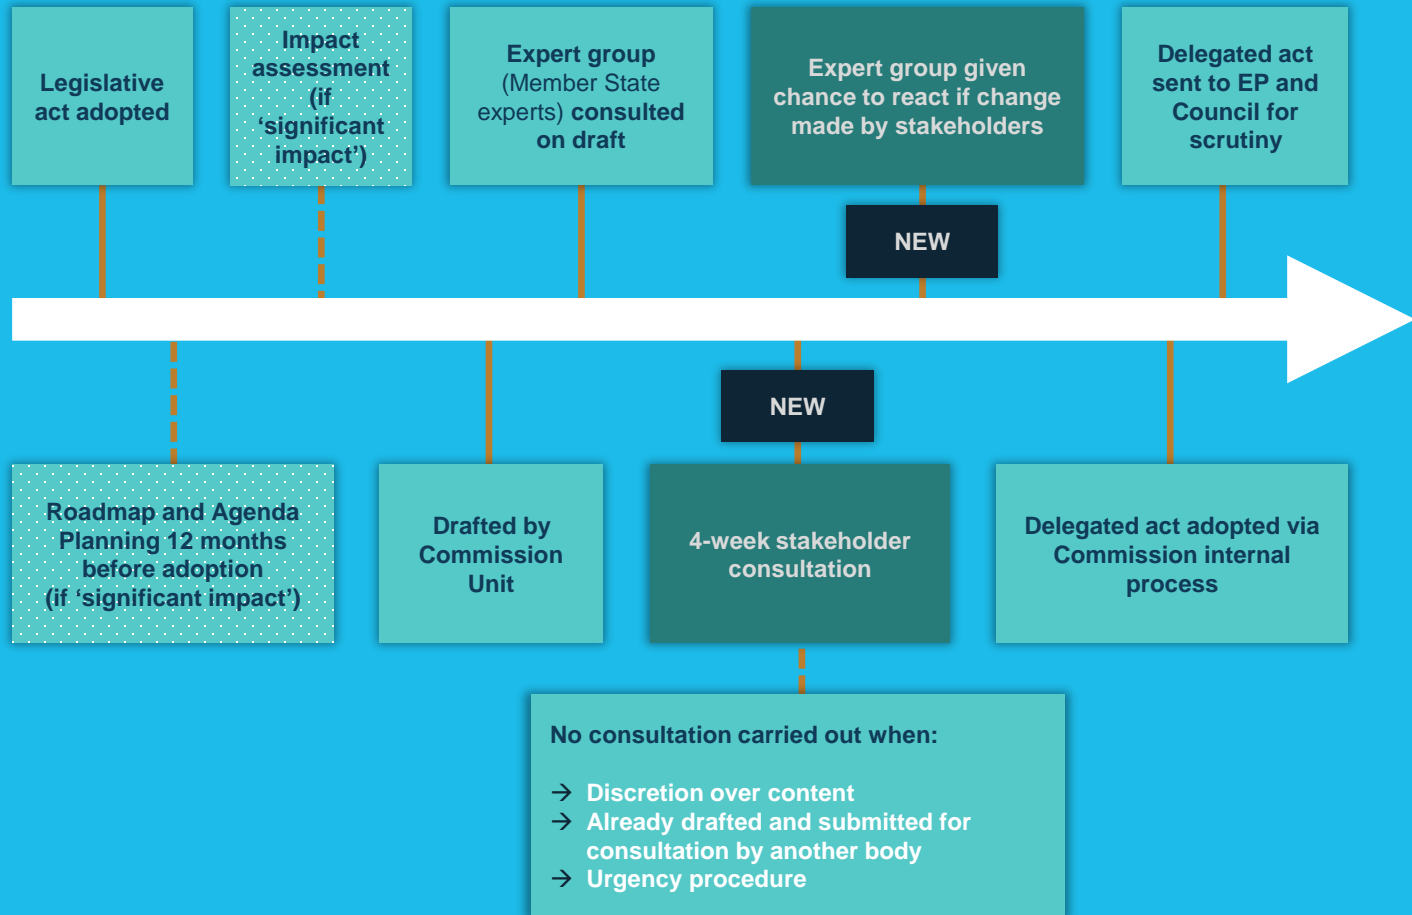 Legislative
act adopted
Impact
assessment
(if
‘significant
impact’)
Expert group
(Member State
experts) consulted
on draft
Expert group given
chance to react if change
made by stakeholders
Delegated act
sent to EP and
Council for
scrutiny
NEW
NEW
Roadmap and Agenda
Planning 12 months
before adoption
(if ‘significant impact’)
Drafted by
Commission
Unit
4-week stakeholder
consultation
Delegated act adopted via
Commission internal
process
No consultation carried out when:
→ Discretion over content
→ Already drafted and submitted for
consultation by another body
→ Urgency procedure